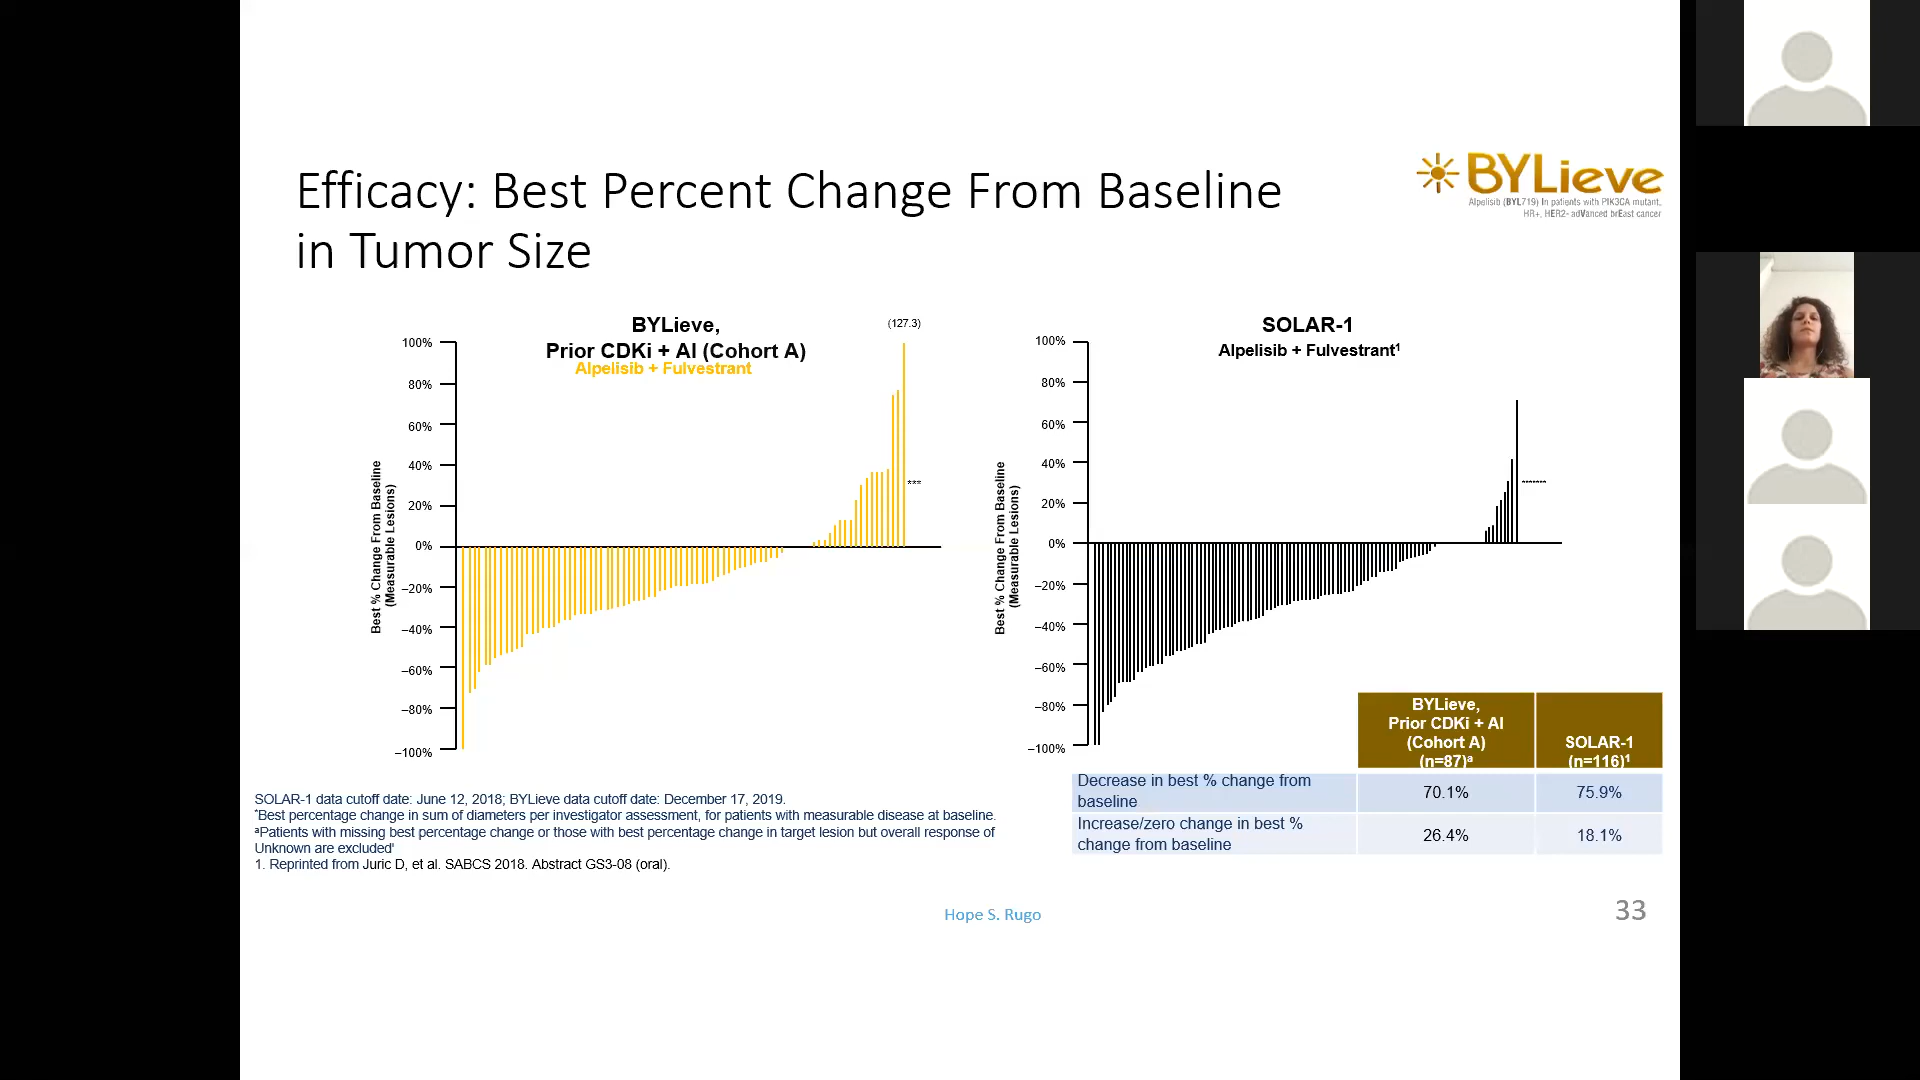 Efficacy: Best Percent Change From Baseline
in Tumor Size
BYLieve
Alpelisib (BYL719) In patients with PIK3CA mutant,
HR+, HER2- adVanced brEast cancer
BYLieve,
Prior CDKi + AI (Cohort A)
Alpelisib + Fulvestrant
(127.3)
100%
80%
60%
40%
20%
0%
–20%
–40%
–60%
–80%
–100%
Best % Change From Baseline
(Measurable Lesions)
***
SOLAR-1
Alpelisib + Fulvestrant¹
100%
80%
60%
40%
20%
0%
–20%
–40%
–60%
–80%
–100%
Best % Change From Baseline
(Measurable Lesions)
*******
BYLieve,
Prior CDKi + AI
(Cohort A)
(n=87)ª
SOLAR-1
(n=116)¹
Decrease in best % change from
baseline
70.1%
75.9%
Increase/zero change in best %
change from baseline
26.4%
18.1%
SOLAR-1 data cutoff date: June 12, 2018; BYLieve data cutoff date: December 17, 2019.
*Best percentage change in sum of diameters per investigator assessment, for patients with measurable disease at baseline.
ªPatients with missing best percentage change or those with best percentage change in target lesion but overall response of
Unknown are excluded'
1. Reprinted from Juric D, et al. SABCS 2018. Abstract GS3-08 (oral).
Hope S. Rugo
33